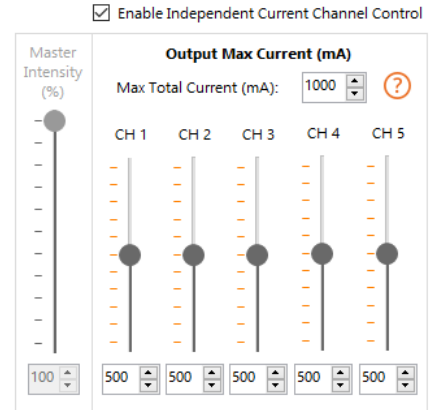 Enable Independent Current Channel Control
Master
Intensity
(%)
Output Max Current (mA)
Max Total Current (mA): 1000 ?
CH 1 CH 2 CH 3 CH 4 CH 5
100 500 500 500 500 500